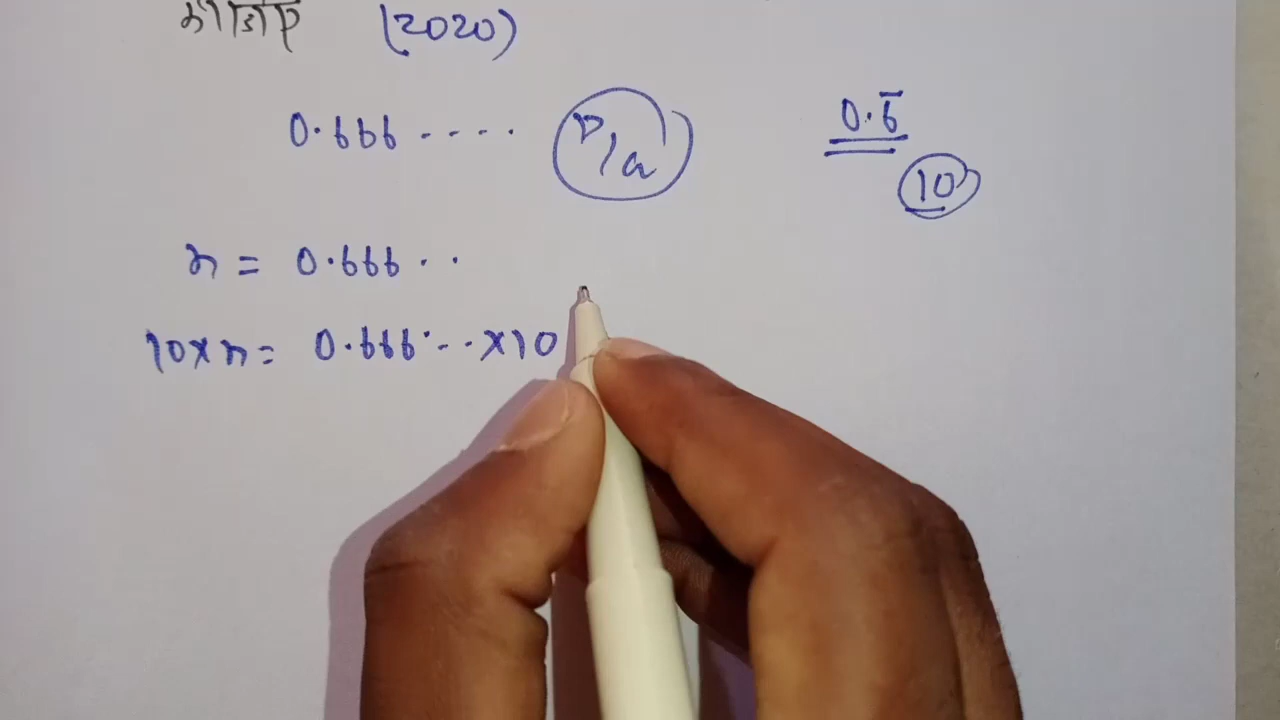 कीजिए (2020)
0.666 .... P/q
0.6̅
10
x = 0.666 ..
10 × x = 0.666 ... × 10